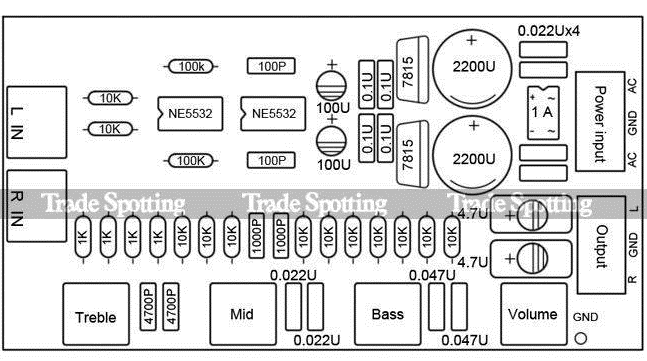 0.022Ux4
100k
100P
+
+
2200U
7815
0.1U
0.1U
100U
10K
NE5532
NE5532
+
-
~
~
1 A
AC
Power input
GND
AC
L IN
10K
+
100U
0.1U
0.1U
7815
+
2200U
100K
100P
R IN
Trade Spotting
Trade Spotting
Trade Spotting
4.7U
+
L
Output
GND
R
1K
1K
1K
1K
10K
10K
10K
1000P
1000P
10K
10K
10K
10K
10K
10K
10K
4.7U
+
Treble
4700P
4700P
Mid
0.022U
0.022U
Bass
0.047U
0.047U
Volume
GND